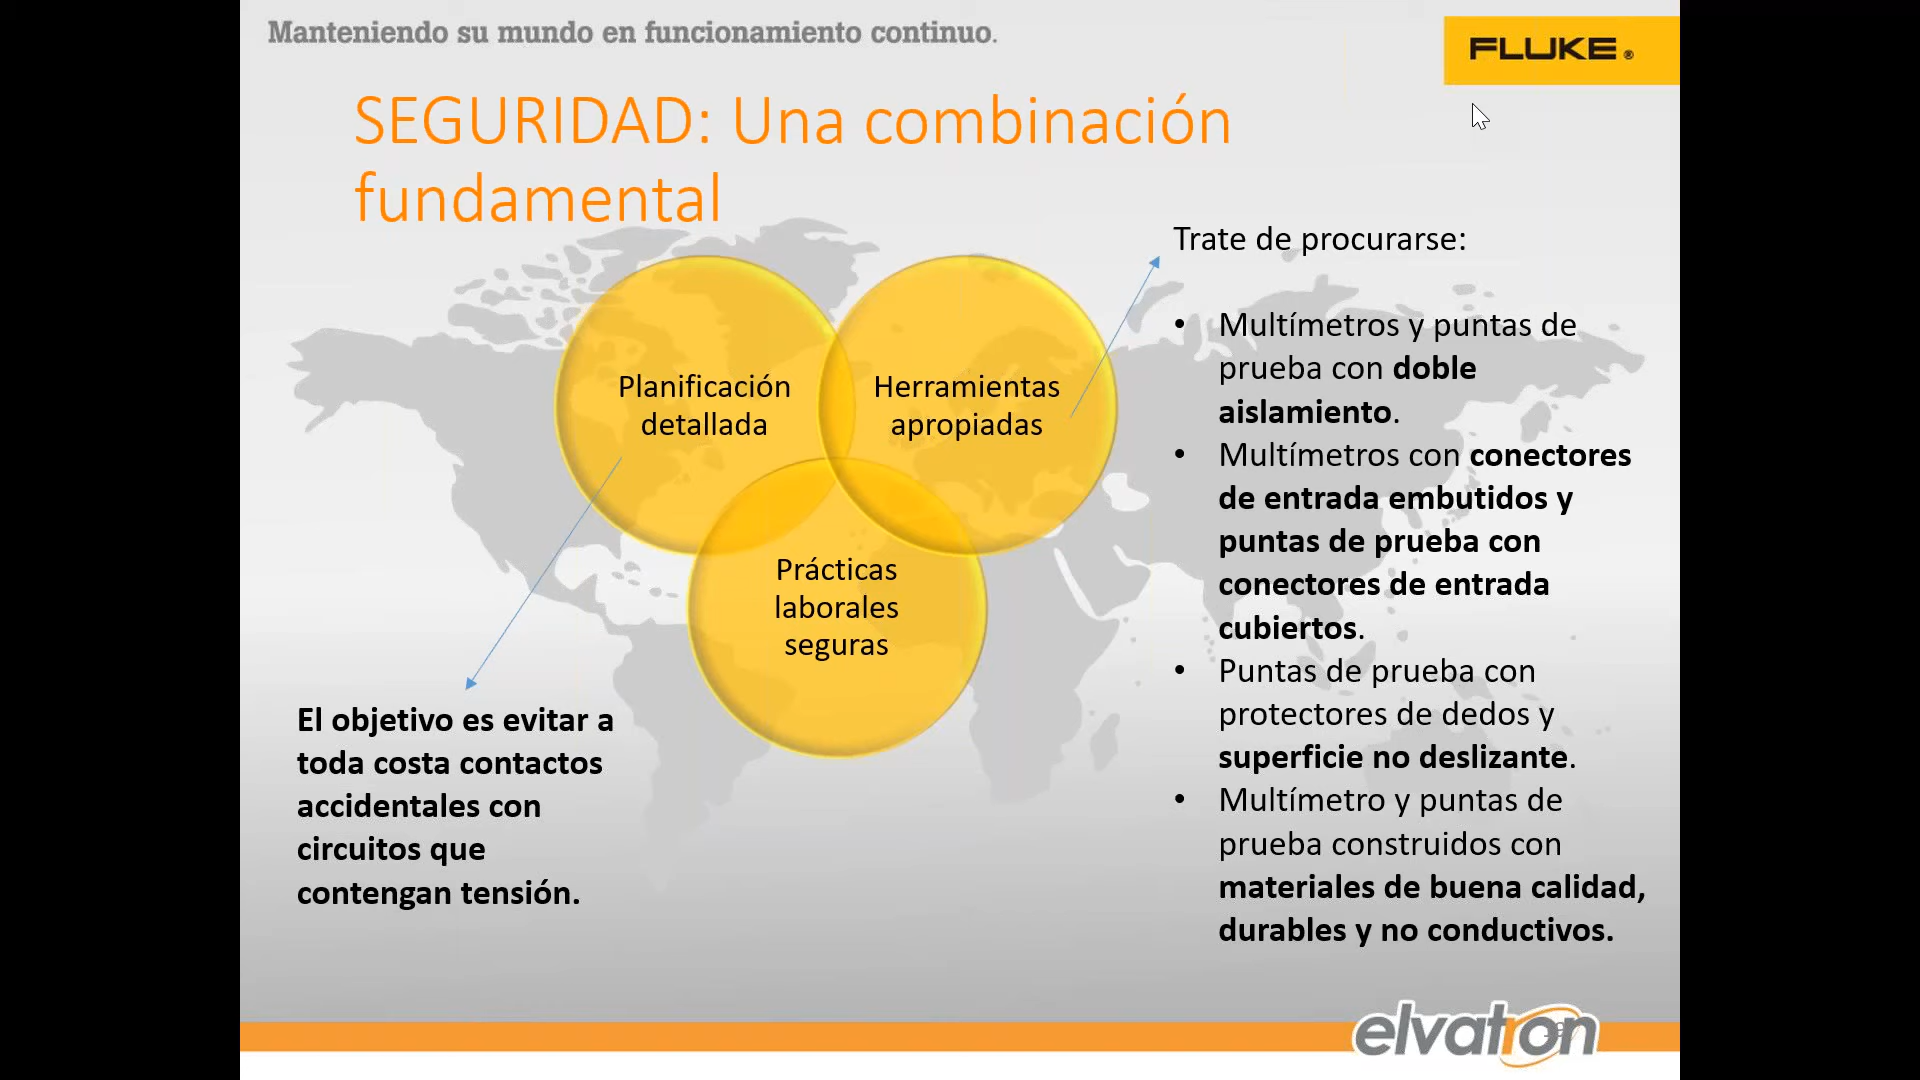 Manteniendo su mundo en funcionamiento continuo.
FLUKE ®
SEGURIDAD: Una combinación
fundamental
Planificación
detallada
Herramientas
apropiadas
Prácticas
laborales
seguras
El objetivo es evitar a
toda costa contactos
accidentales con
circuitos que
contengan tensión.
Trate de procurarse:
• Multímetros y puntas de
prueba con doble
aislamiento.
• Multímetros con conectores
de entrada embutidos y
puntas de prueba con
conectores de entrada
cubiertos.
• Puntas de prueba con
protectores de dedos y
superficie no deslizante.
• Multímetro y puntas de
prueba construidos con
materiales de buena calidad,
durables y no conductivos.
elvatron